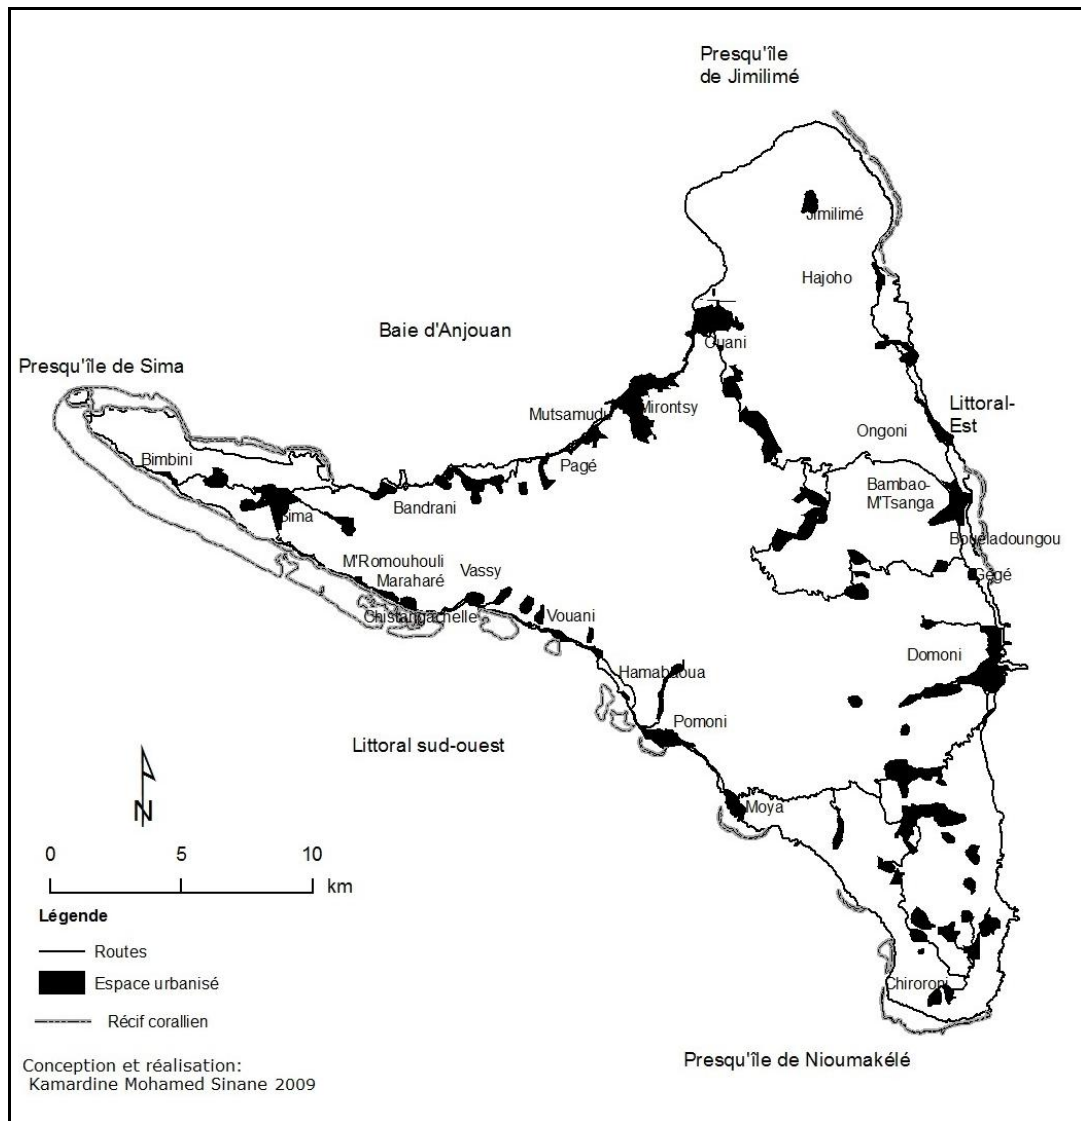 Presqu'île
de Jimilimé
Jimilimé
Hajoho
Baie d'Anjouan
Ouani
Presqu'île de Sima
Mutsamudu
Mirontsy
Littoral-
Est
Ongoni
Bimbini
Pagé
Bambao-
M'Tsanga
Bandrani
Sima
Boueladoungou
M'Romouhouli
Maraharé
Vassy
Gégé
Chistangachelle
Vouani
Domoni
Hamabaoua
Pomoni
Littoral sud-ouest
N
Moya
0 5 10
km
Légende
Routes
Espace urbanisé
Chiroroni
Récif corallien
Presqu'île de Nioumakélé
Conception et réalisation:
Kamardine Mohamed Sinane 2009